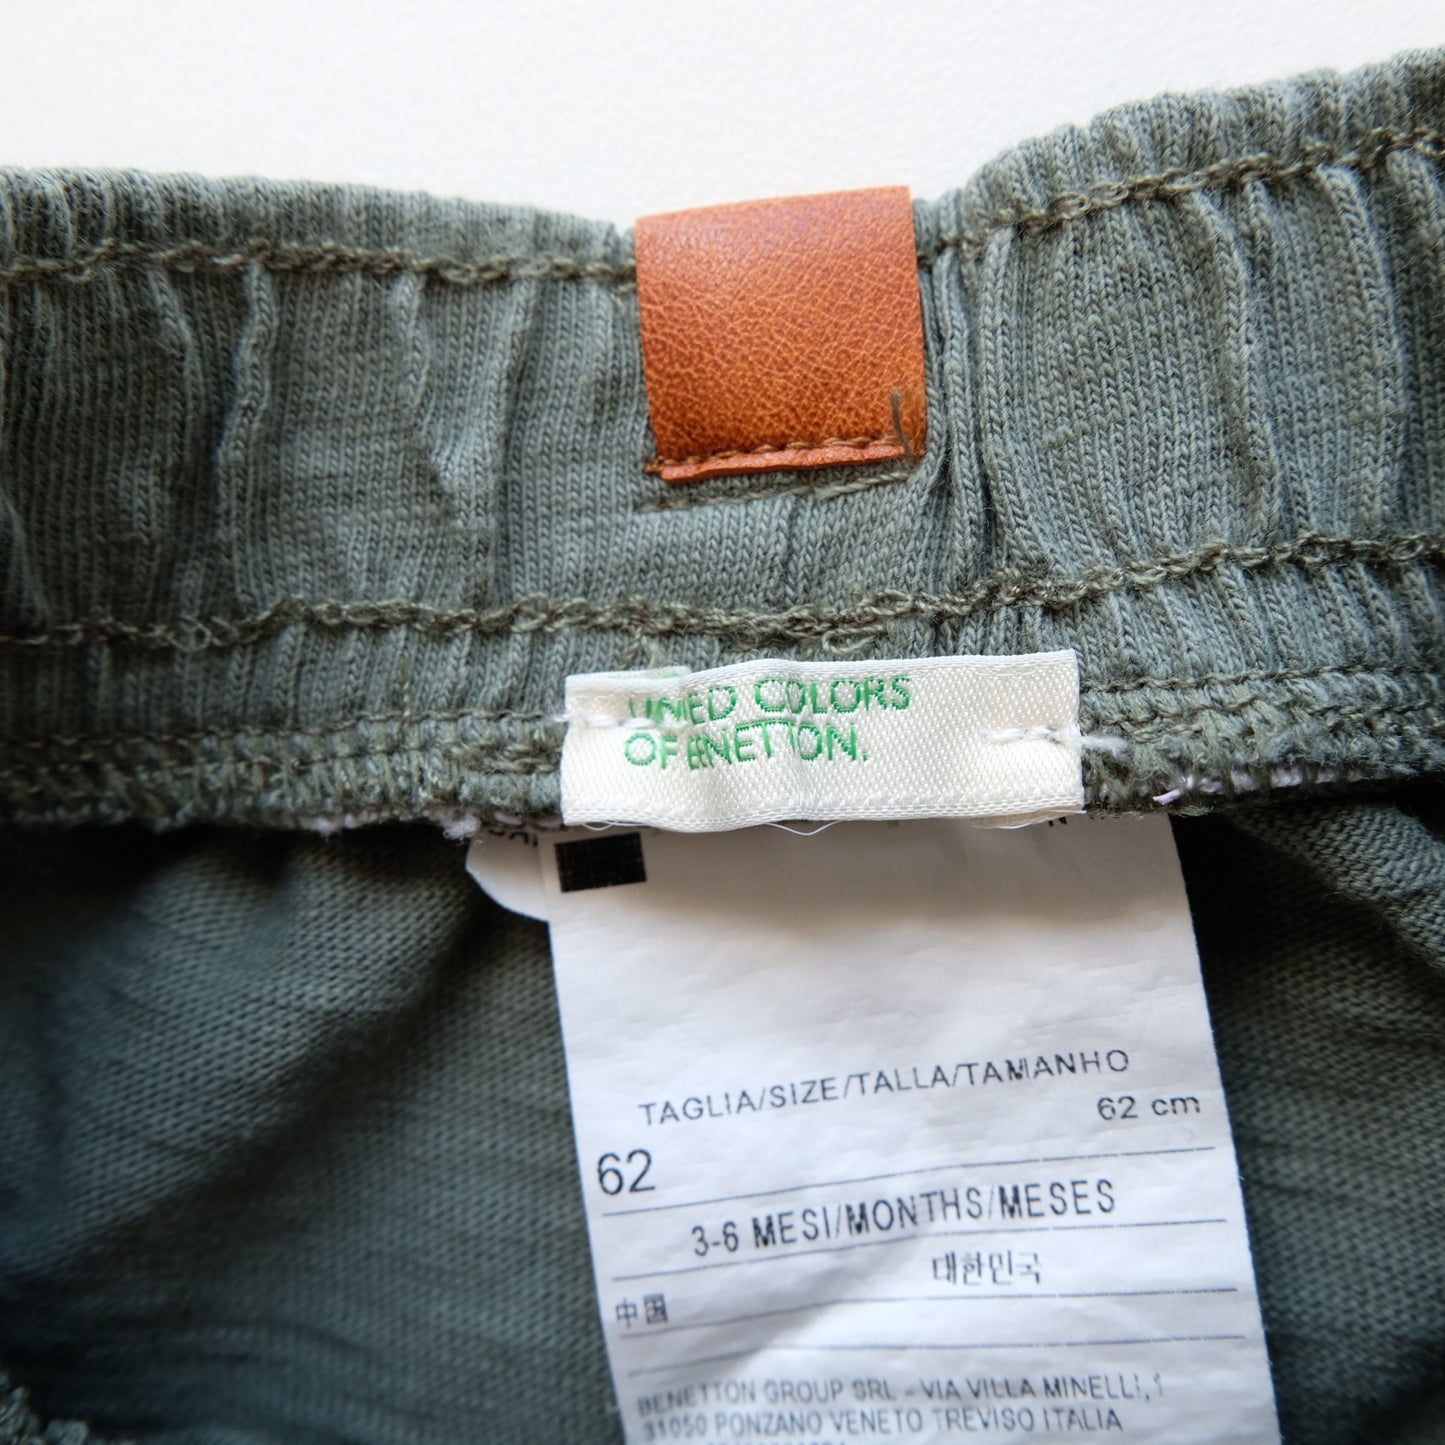 UNITED COLORS
OF BENETTON.
TAGLIA/SIZE/TALLA/TAMANHO
62 cm
62
3-6 MESI/MONTHS/MESES
대한민국
中国
BENETTON GROUP SRL - VIA VILLA MINELLI, 1
31050 PONZANO VENETO TREVISO ITALIA